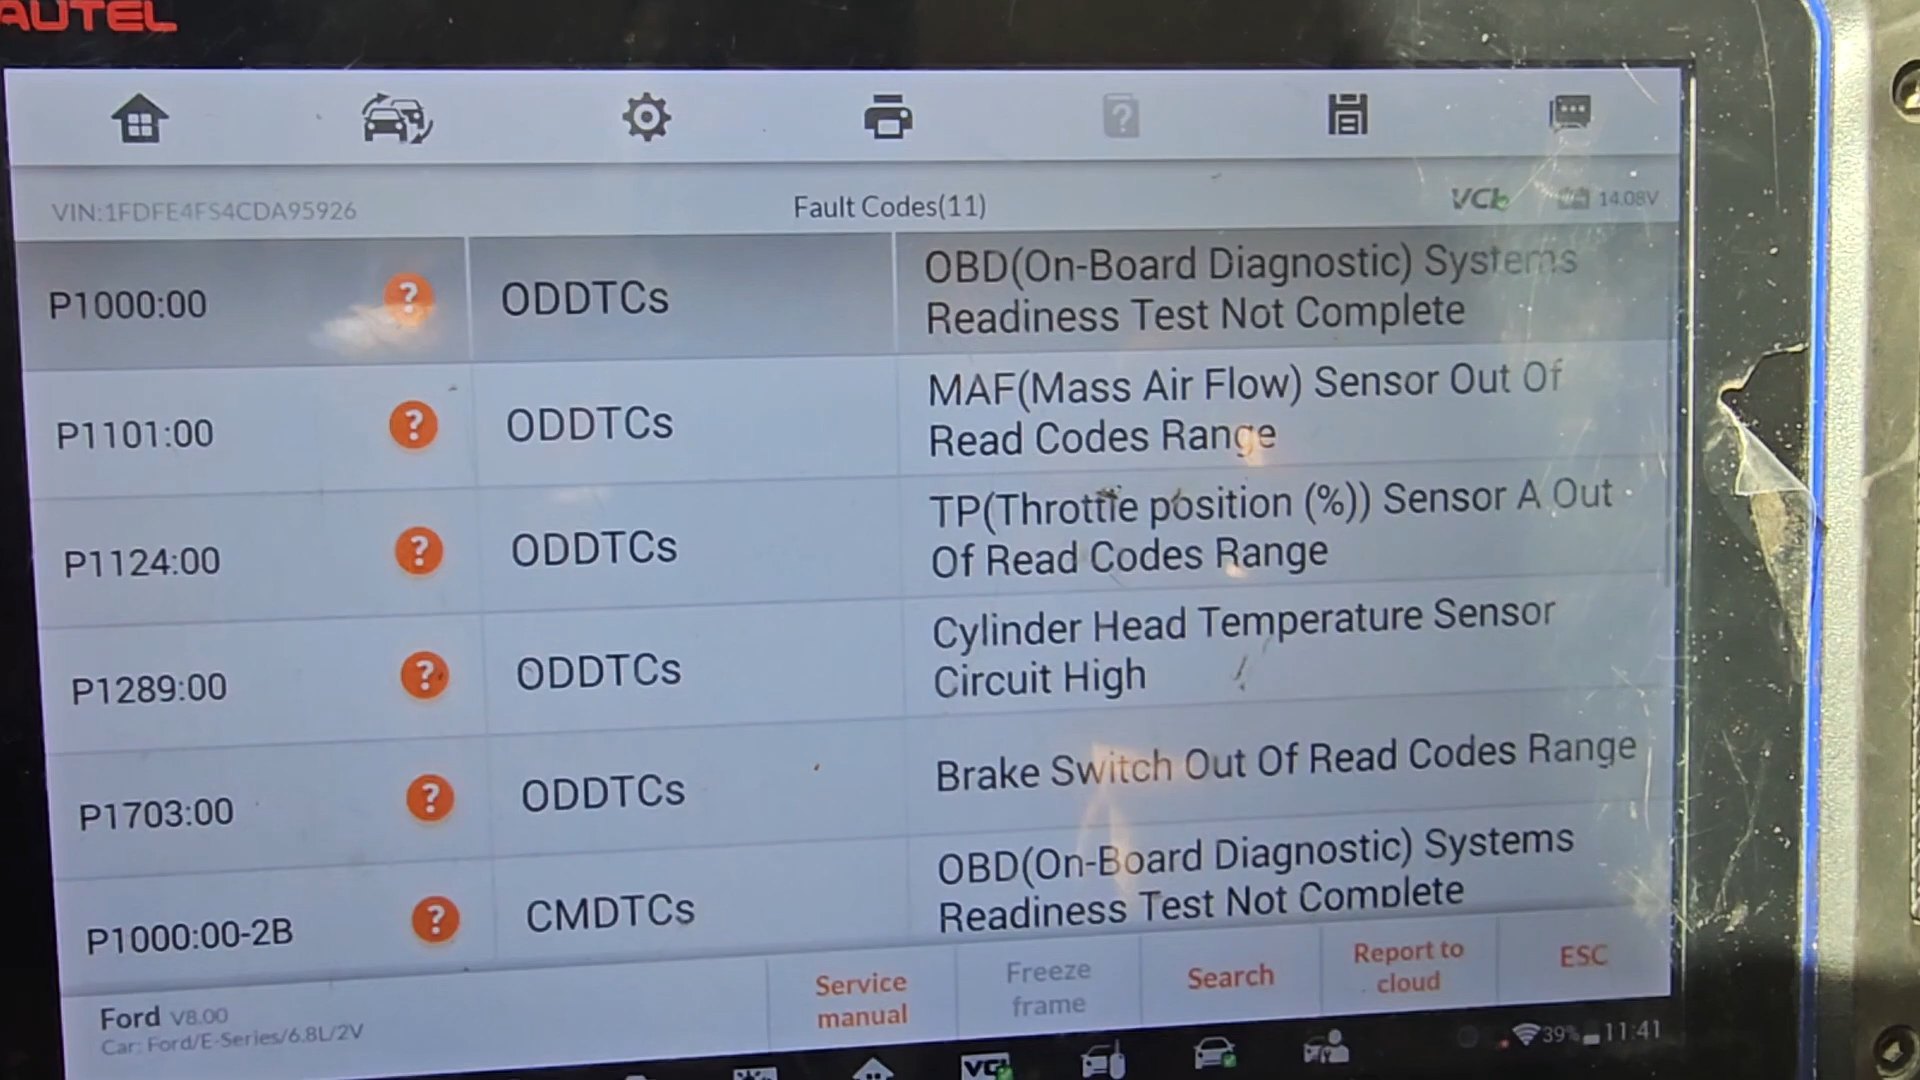 AUTEL
VIN:1FDFE4FS4CDA95926
Fault Codes(11)
VCI
14.08V
P1000:00
?
ODDTCs
OBD(On-Board Diagnostic) Systems
Readiness Test Not Complete
P1101:00
?
ODDTCs
MAF(Mass Air Flow) Sensor Out Of
Read Codes Range
P1124:00
?
ODDTCs
TP(Throttle position (%)) Sensor A Out
Of Read Codes Range
P1289:00
?
ODDTCs
Cylinder Head Temperature Sensor
Circuit High
P1703:00
?
ODDTCs
Brake Switch Out Of Read Codes Range
P1000:00-2B
?
CMDTCs
OBD(On-Board Diagnostic) Systems
Readiness Test Not Complete
Ford V8.00
Car: Ford/E-Series/6.8L/2V
Service
manual
Freeze
frame
Search
Report to
cloud
ESC
VCI
39%
11:41